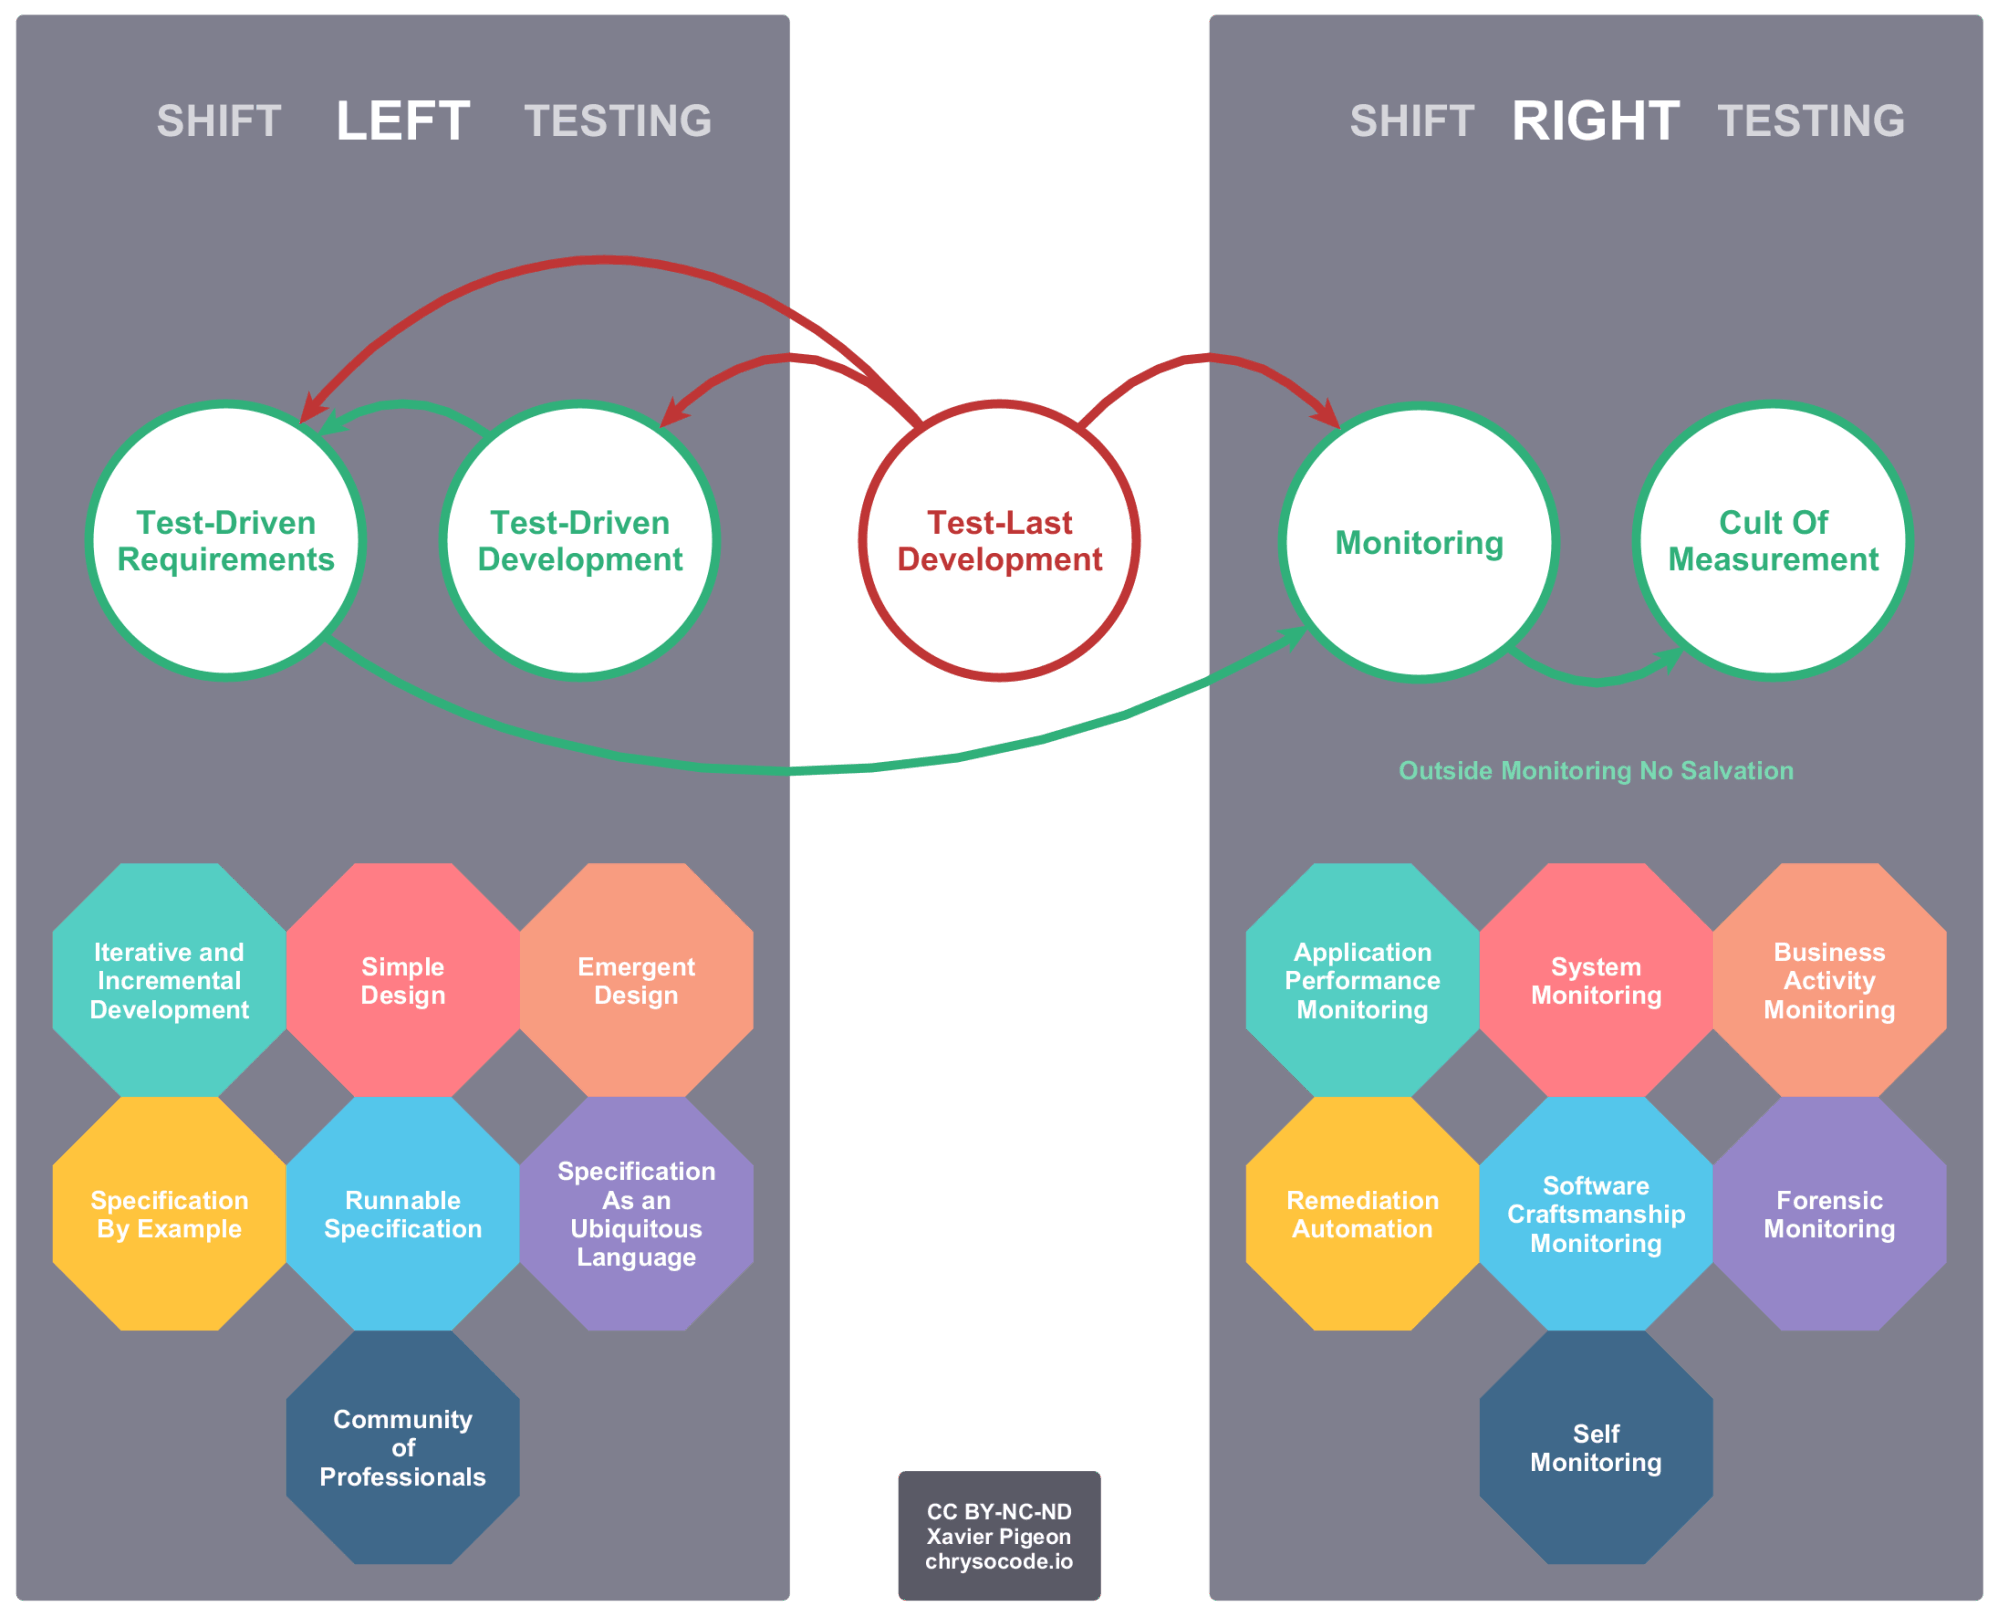 SHIFT LEFT TESTING
SHIFT RIGHT TESTING
Test-Driven
Requirements
Test-Driven
Development
Test-Last
Development
Monitoring
Cult Of
Measurement
Outside Monitoring No Salvation
Iterative and
Incremental
Development
Simple
Design
Emergent
Design
Specification
By Example
Runnable
Specification
Specification
As an
Ubiquitous
Language
Community
of
Professionals
Application
Performance
Monitoring
System
Monitoring
Business
Activity
Monitoring
Remediation
Automation
Software
Craftsmanship
Monitoring
Forensic
Monitoring
Self
Monitoring
CC BY-NC-ND
Xavier Pigeon
chrysocode.io